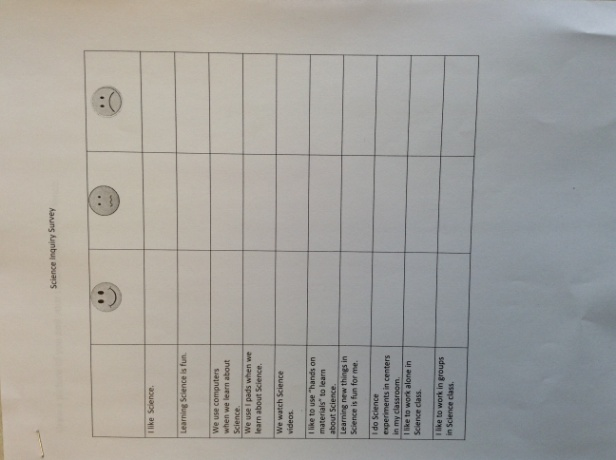 Science Inquiry Survey
I like Science.
Learning Science is fun.
We use computers
when we learn about
Science.
We use I pads when we
learn about Science.
We watch Science
videos.
I like to use "hands on
materials" to learn
about Science.
Learning new things in
Science is fun for me.
I do Science
experiments in centers
in my classroom.
I like to work alone in
Science class.
I like to work in groups
in Science class.